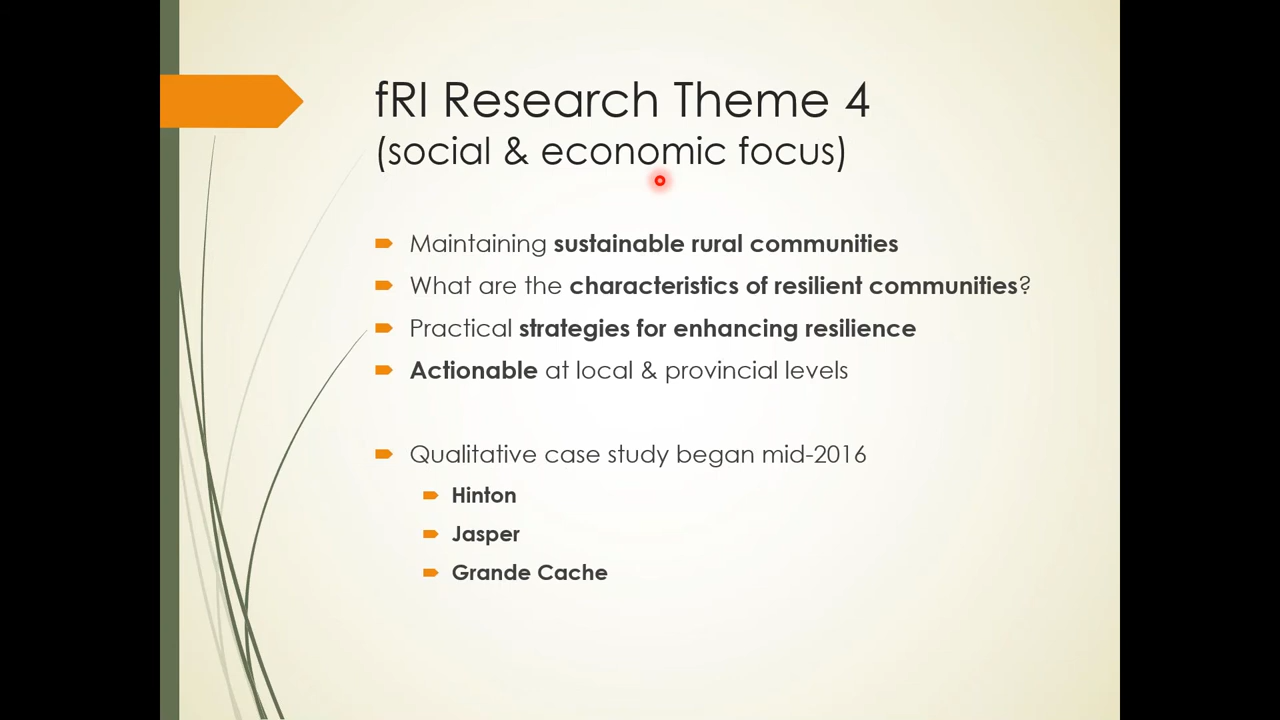 fRI Research Theme 4
(social & economic focus)
Maintaining sustainable rural communities
What are the characteristics of resilient communities?
Practical strategies for enhancing resilience
Actionable at local & provincial levels
Qualitative case study began mid-2016
Hinton
Jasper
Grande Cache